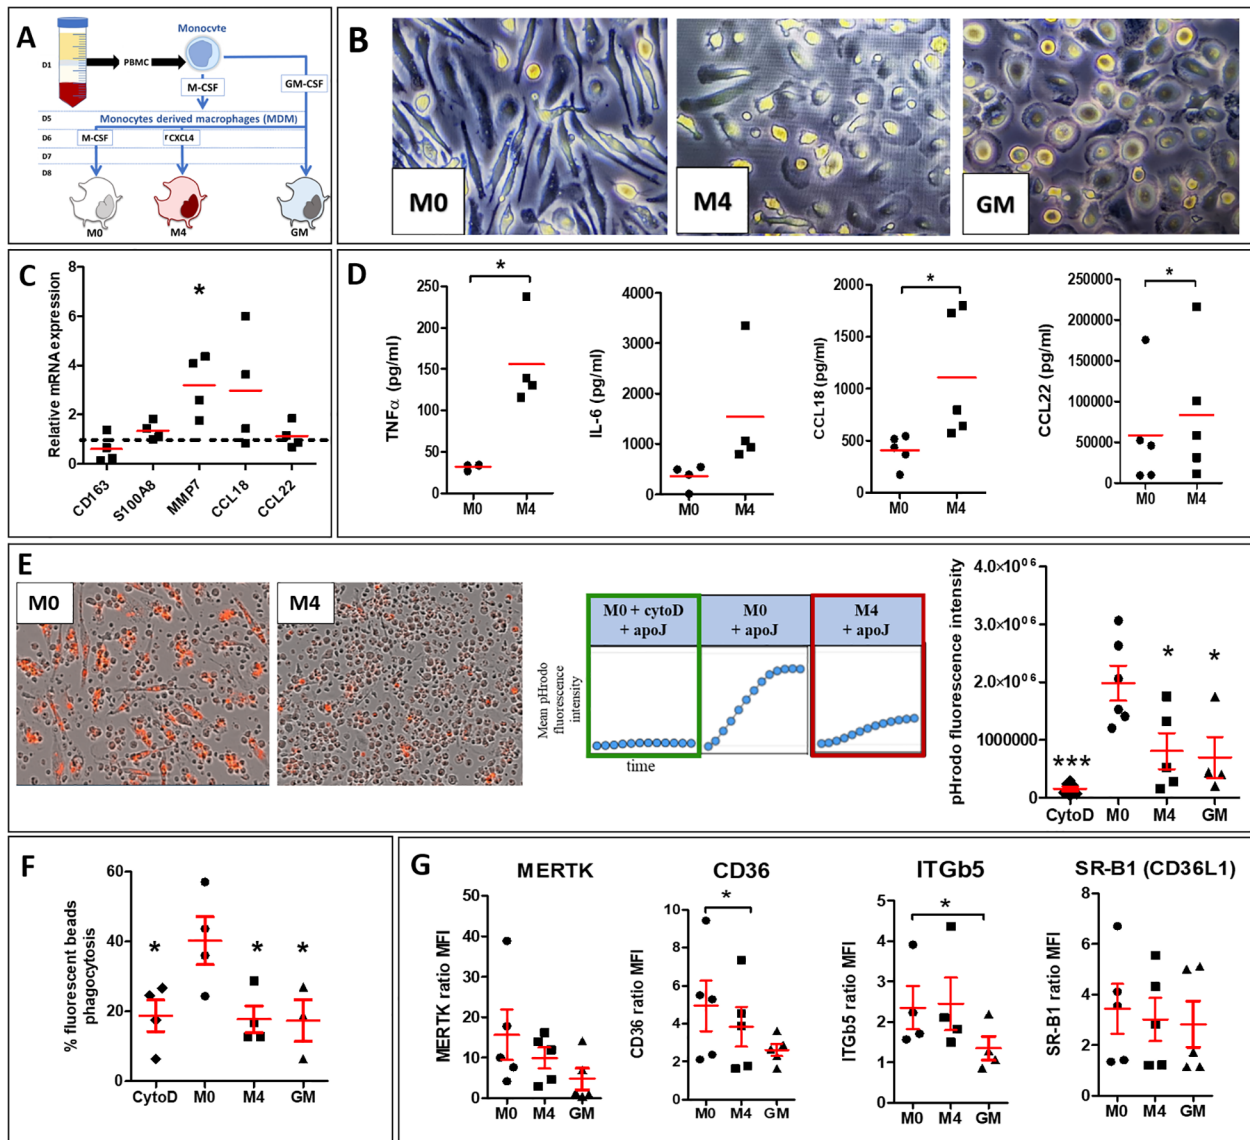 A
Monocyte
D1
PBMC
M-CSF
GM-CSF
D5
Monocytes derived macrophages (MDM)
D6
M-CSF
rCXCL4
D7
D8
M0
M4
GM
B
M0
M4
GM
C
Relative mRNA expression
8
6
4
2
0
*
CD163
S100A8
MMP7
CCL18
CCL22
D
TNFα (pg/ml)
250
200
150
100
50
0
*
M0
M4
IL-6 (pg/ml)
4000
3000
2000
1000
0
M0
M4
CCL18 (pg/ml)
2000
1500
1000
500
0
*
M0
M4
CCL22 (pg/ml)
250000
200000
150000
100000
50000
0
*
M0
M4
E
M0
M4
M0 + cytoD
+ apoJ
M0
+ apoJ
M4
+ apoJ
Mean pHrodo
fluorescence
intensity
time
pHrodo fluorescence intensity
4.0×10⁰⁶
3.0×10⁰⁶
2.0×10⁰⁶
1000000
0
***
*
*
CytoD
M0
M4
GM
F
% fluorescent beads
phagocytosis
60
40
20
0
*
*
*
CytoD
M0
M4
GM
G
MERTK
MERTK ratio MFI
50
40
30
20
10
0
M0
M4
GM
CD36
CD36 ratio MFI
10
8
6
4
2
0
*
M0
M4
GM
ITGb5
ITGb5 ratio MFI
5
4
3
2
1
0
*
M0
M4
GM
SR-B1 (CD36L1)
SR-B1 ratio MFI
8
6
4
2
0
M0
M4
GM